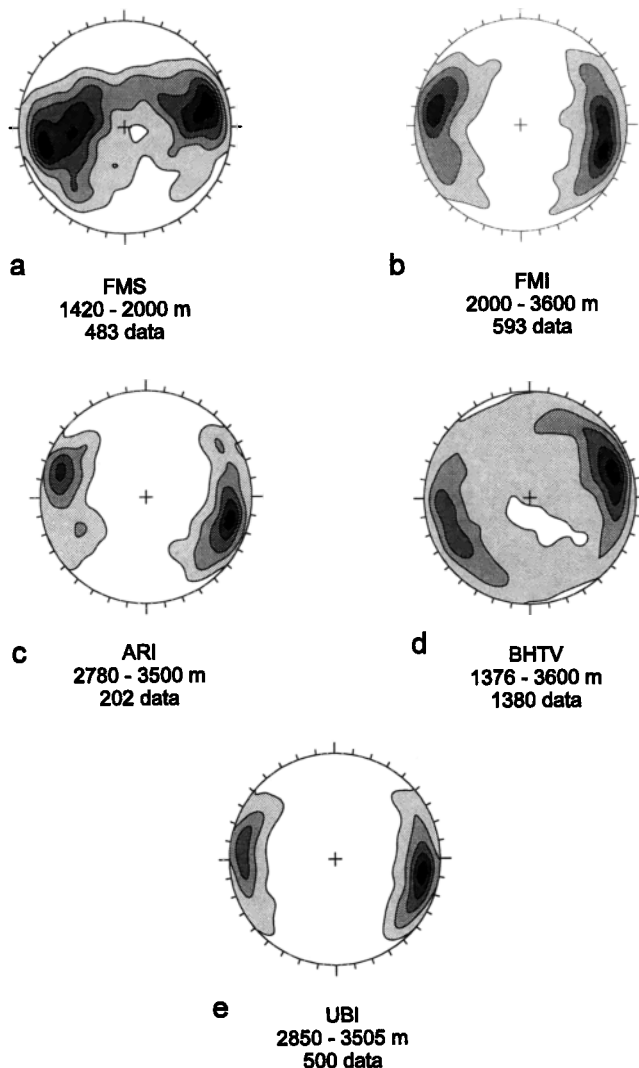 a
FMS
1420 - 2000 m
483 data
b
FMI
2000 - 3600 m
593 data
c
ARI
2780 - 3500 m
202 data
d
BHTV
1376 - 3600 m
1380 data
e
UBI
2850 - 3505 m
500 data